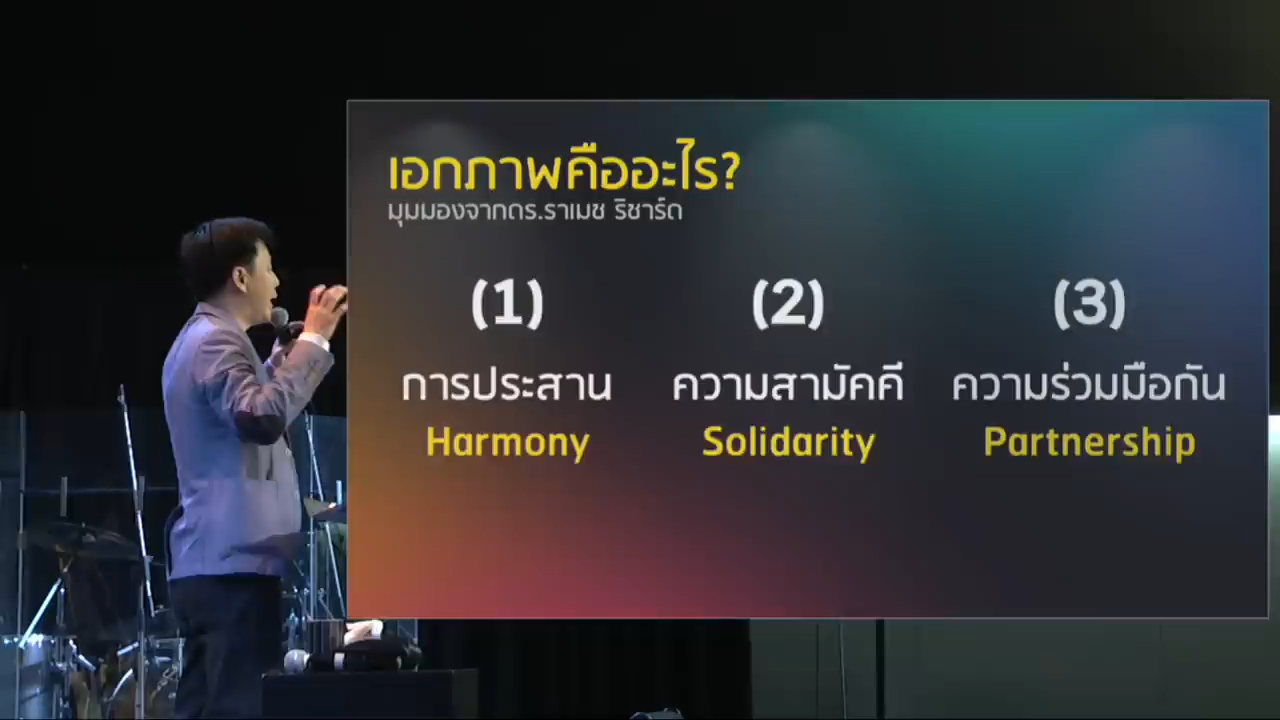 เอกภาพคืออะไร?
มุมมองจากดร.ราเมช ริชาร์ด
(1) (2) (3)
การประสาน ความสามัคคี ความร่วมมือกัน
Harmony Solidarity Partnership